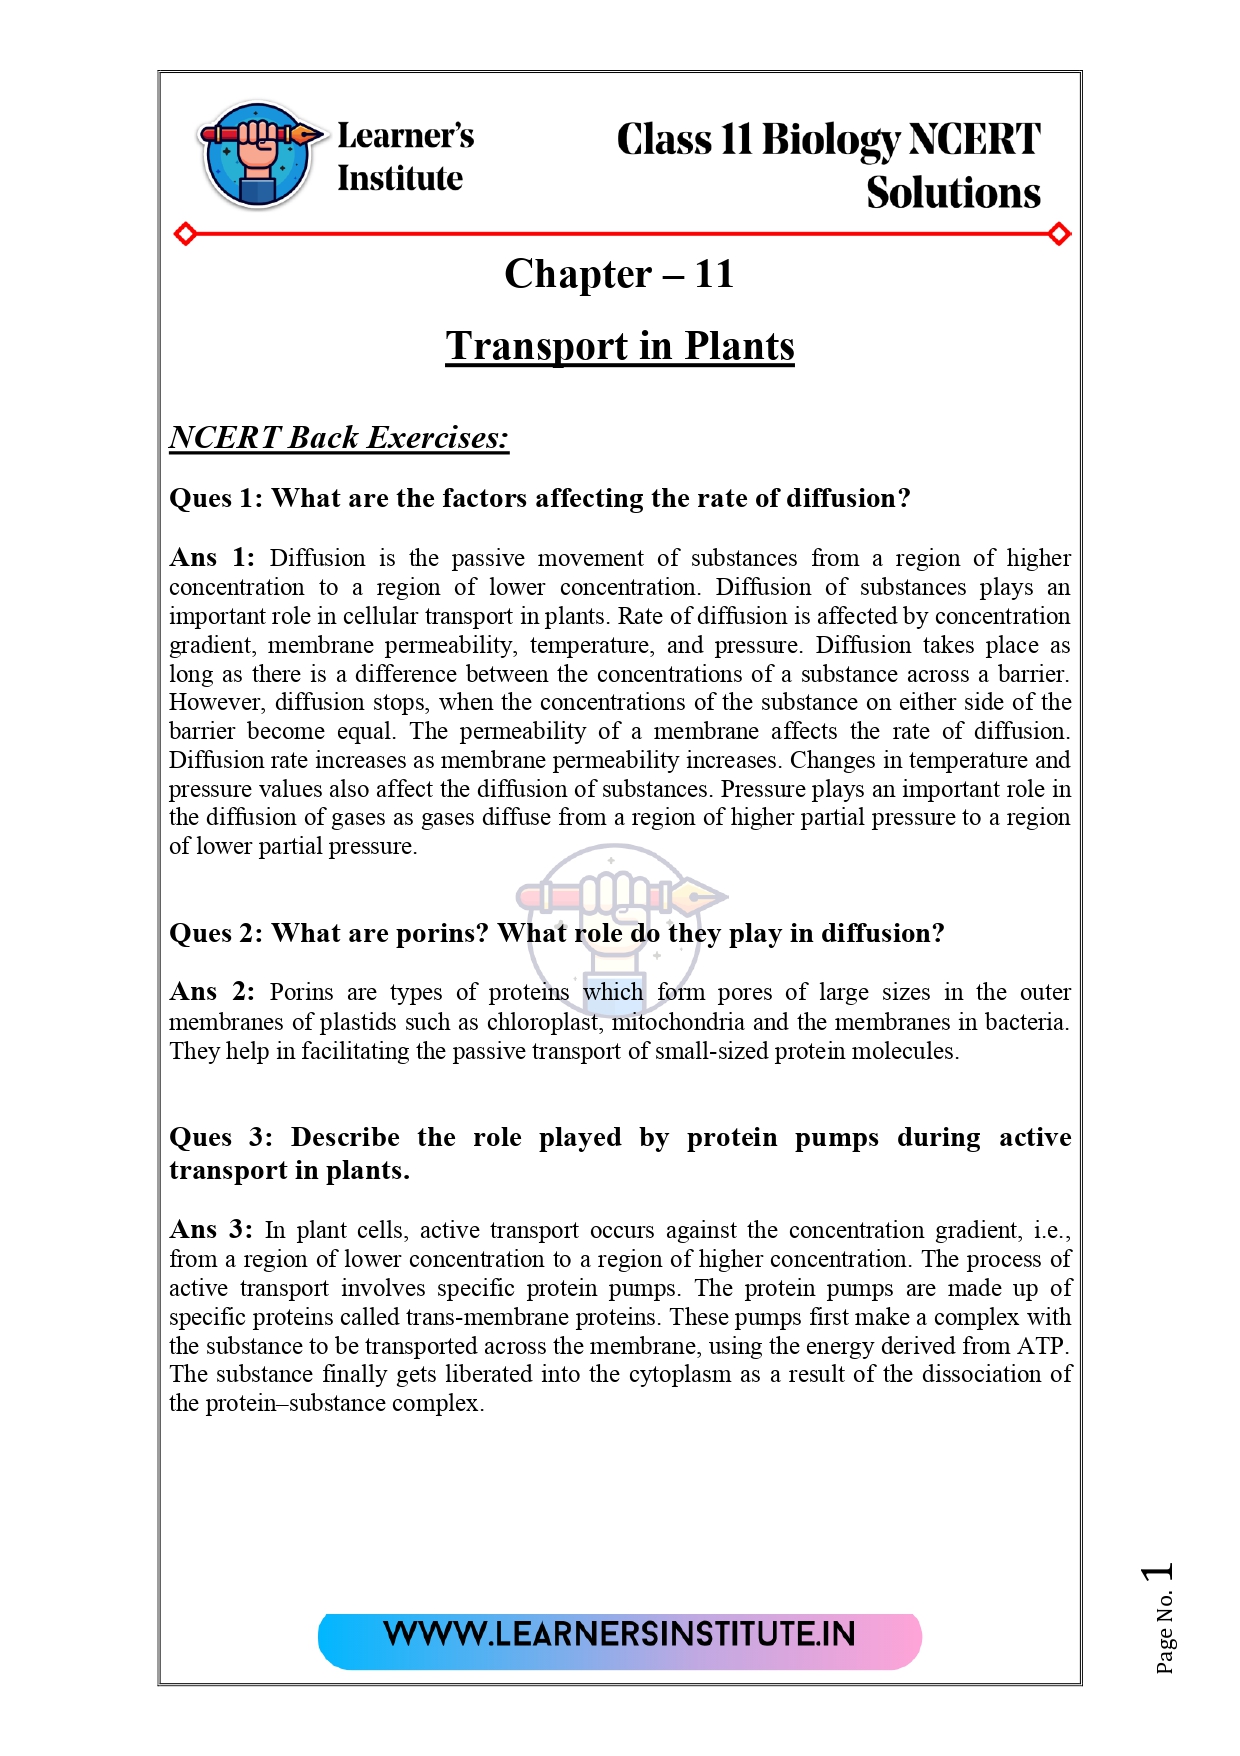 Learner's
Institute
Class 11 Biology NCERT
Solutions
Chapter – 11
Transport in Plants
NCERT Back Exercises:
Ques 1: What are the factors affecting the rate of diffusion?
Ans 1: Diffusion is the passive movement of substances from a region of higher
concentration to a region of lower concentration. Diffusion of substances plays an
important role in cellular transport in plants. Rate of diffusion is affected by concentration
gradient, membrane permeability, temperature, and pressure. Diffusion takes place as
long as there is a difference between the concentrations of a substance across a barrier.
However, diffusion stops, when the concentrations of the substance on either side of the
barrier become equal. The permeability of a membrane affects the rate of diffusion.
Diffusion rate increases as membrane permeability increases. Changes in temperature and
pressure values also affect the diffusion of substances. Pressure plays an important role in
the diffusion of gases as gases diffuse from a region of higher partial pressure to a region
of lower partial pressure.
Ques 2: What are porins? What role do they play in diffusion?
Ans 2: Porins are types of proteins which form pores of large sizes in the outer
membranes of plastids such as chloroplast, mitochondria and the membranes in bacteria.
They help in facilitating the passive transport of small-sized protein molecules.
Ques 3: Describe the role played by protein pumps during active
transport in plants.
Ans 3: In plant cells, active transport occurs against the concentration gradient, i.e.,
from a region of lower concentration to a region of higher concentration. The process of
active transport involves specific protein pumps. The protein pumps are made up of
specific proteins called trans-membrane proteins. These pumps first make a complex with
the substance to be transported across the membrane, using the energy derived from ATP.
The substance finally gets liberated into the cytoplasm as a result of the dissociation of
the protein–substance complex.
WWW.LEARNERSINSTITUTE.IN
Page No. 1